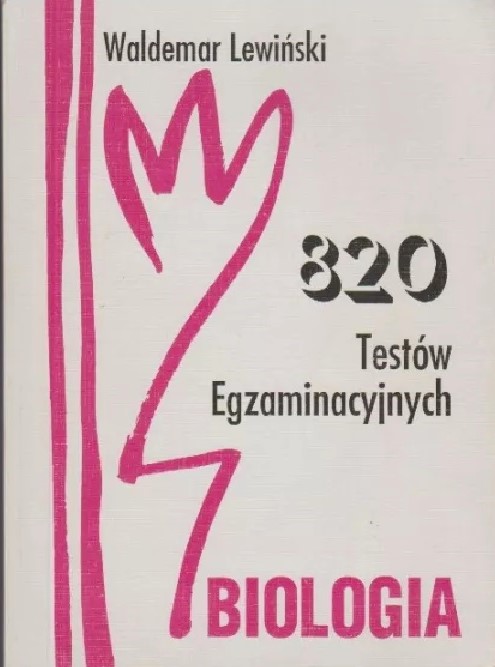 Waldemar Lewiński
820
Testów
Egzaminacyjnych
BIOLOGIA